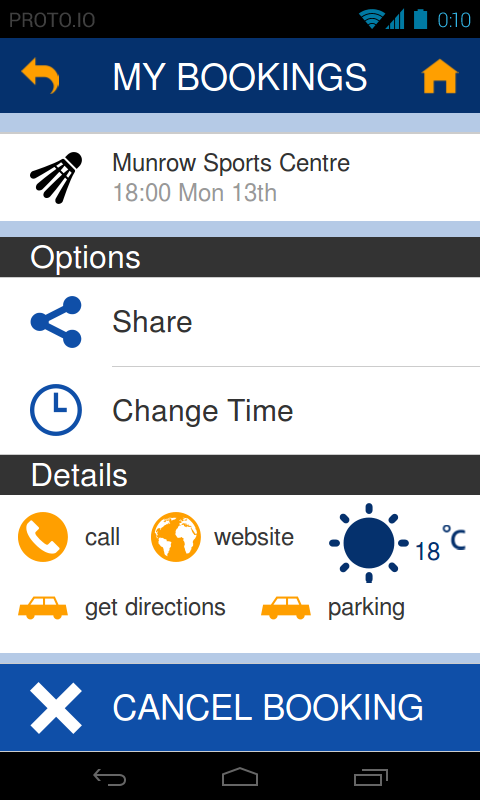 PROTO.IO 0:10
MY BOOKINGS
Munrow Sports Centre
18:00 Mon 13th
Options
Share
Change Time
Details
call website 18 °C
get directions parking
CANCEL BOOKING